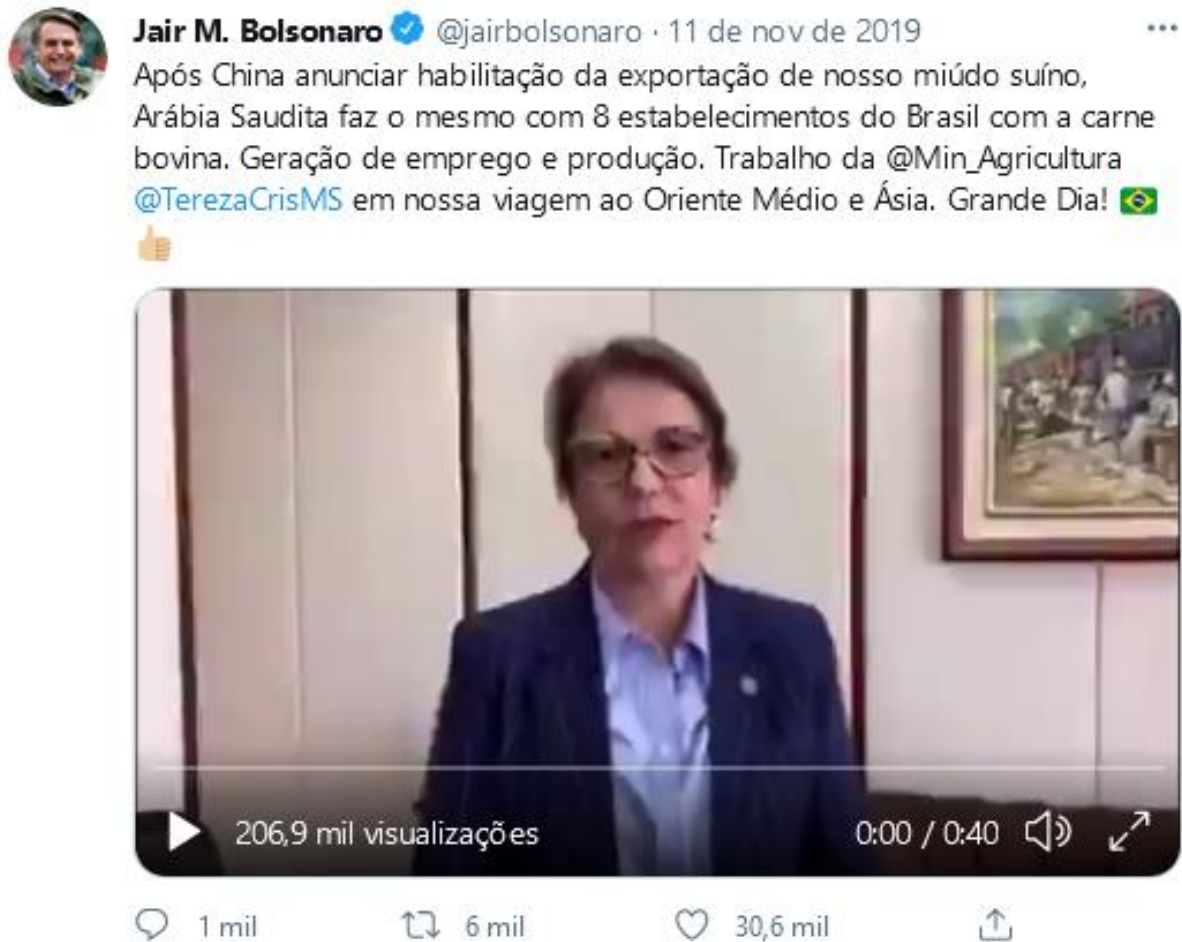 Jair M. Bolsonaro @jairbolsonaro · 11 de nov de 2019
Após China anunciar habilitação da exportação de nosso miúdo suíno,
Arábia Saudita faz o mesmo com 8 estabelecimentos do Brasil com a carne
bovina. Geração de emprego e produção. Trabalho da @Min_Agricultura
@TerezaCrisMS em nossa viagem ao Oriente Médio e Ásia. Grande Dia! 🇧🇷
👍🏼
206,9 mil visualizações 0:00 / 0:40
1 mil 6 mil 30,6 mil